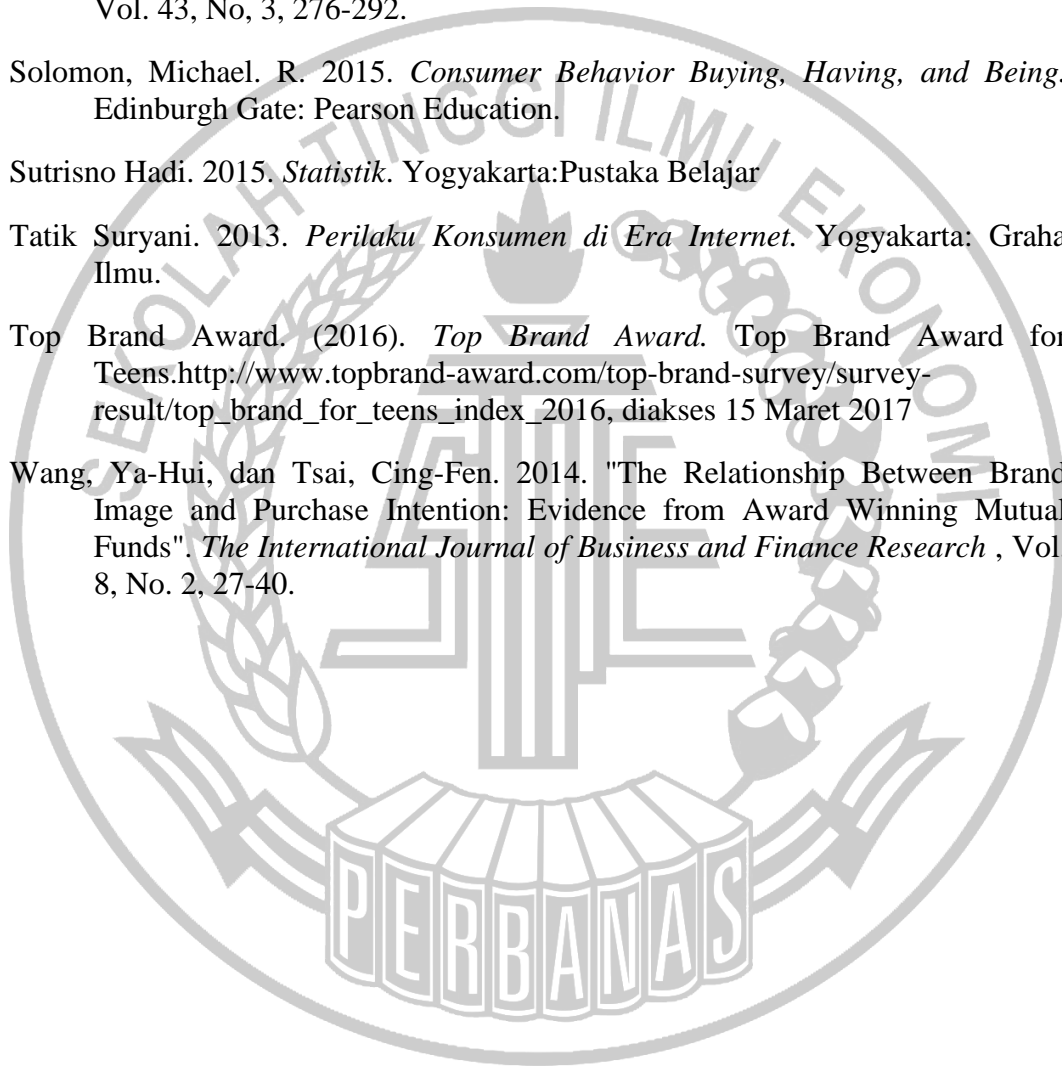 Vol. 43, No, 3, 276-292.
Solomon, Michael. R. 2015. Consumer Behavior Buying, Having, and Being.
Edinburgh Gate: Pearson Education.
Sutrisno Hadi. 2015. Statistik. Yogyakarta:Pustaka Belajar
Tatik Suryani. 2013. Perilaku Konsumen di Era Internet. Yogyakarta: Graha
Ilmu.
Top Brand Award. (2016). Top Brand Award. Top Brand Award for
Teens.http://www.topbrand-award.com/top-brand-survey/survey-
result/top_brand_for_teens_index_2016, diakses 15 Maret 2017
Wang, Ya-Hui, dan Tsai, Cing-Fen. 2014. "The Relationship Between Brand
Image and Purchase Intention: Evidence from Award Winning Mutual
Funds". The International Journal of Business and Finance Research , Vol.
8, No. 2, 27-40.
SEKOLAH TINGGI ILMU EKONOMI
PERBANAS